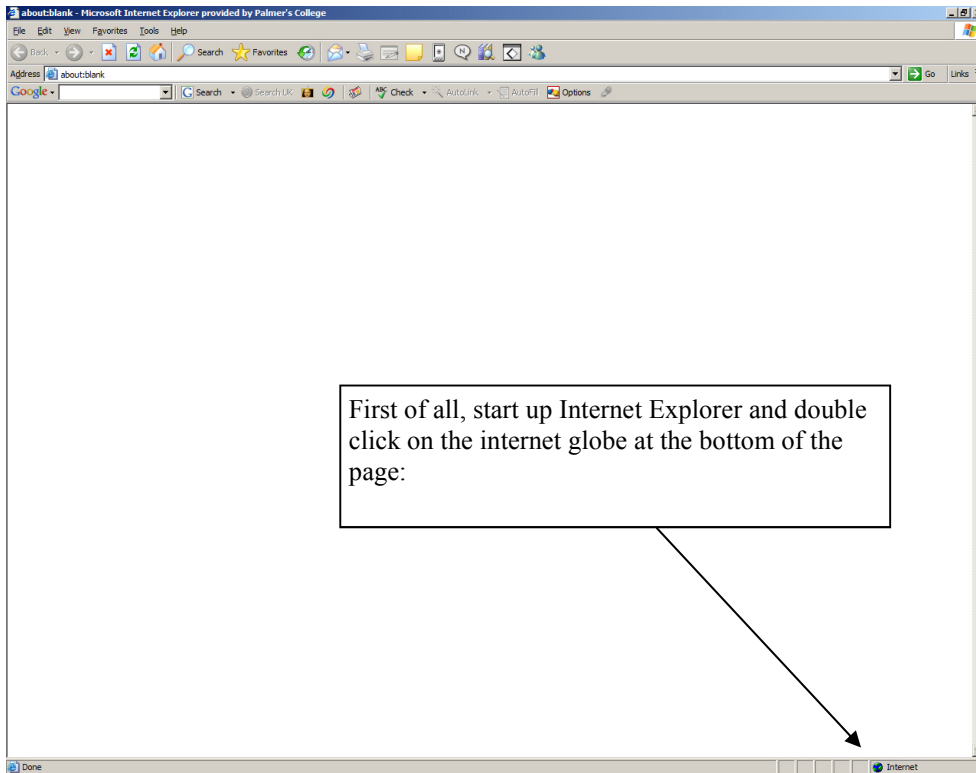 about:blank - Microsoft Internet Explorer provided by Palmer's College
File Edit View Favorites Tools Help
Back Search Favorites
Address about:blank Go Links
Google Search Search UK ABC Check AutoLink AutoFill Options
First of all, start up Internet Explorer and double
click on the internet globe at the bottom of the
page:
Done Internet